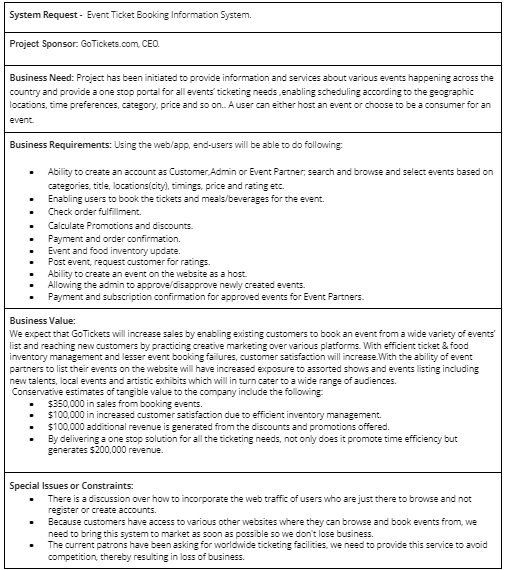 System Request - Event Ticket Booking Information System.
Project Sponsor: GoTickets.com, CEO.
Business Need: Project has been initiated to provide information and services about various events happening across the
country and provide a one stop portal for all events' ticketing needs ,enabling scheduling according to the geographic
locations, time preferences, category, price and so on.. A user can either host an event or choose to be a consumer for an
event.
Business Requirements: Using the web/app, end-users will be able to do following:
• Ability to create an account as Customer,Admin or Event Partner; search and browse and select events based on
categories, title, locations(city), timings, price and rating etc.
• Enabling users to book the tickets and meals/beverages for the event.
• Check order fulfillment.
• Calculate Promotions and discounts.
• Payment and order confirmation.
• Event and food inventory update.
• Post event, request customer for ratings.
• Ability to create an event on the website as a host.
• Allowing the admin to approve/disapprove newly created events.
• Payment and subscription confirmation for approved events for Event Partners.
Business Value:
We expect that GoTickets will increase sales by enabling existing customers to book an event from a wide variety of events'
list and reaching new customers by practicing creative marketing over various platforms. With efficient ticket & food
inventory management and lesser event booking failures, customer satisfaction will increase.With the ability of event
partners to list their events on the website will have increased exposure to assorted shows and events listing including
new talents, local events and artistic exhibits which will in turn cater to a wide range of audiences.
Conservative estimates of tangible value to the company include the following:
• $350,000 in sales from booking events.
• $100,000 in increased customer satisfaction due to efficient inventory management.
• $100,000 additional revenue is generated from the discounts and promotions offered.
• By delivering a one stop solution for all the ticketing needs, not only does it promote time efficiency but
generates $200,000 revenue.
Special Issues or Constraints:
• There is a discussion over how to incorporate the web traffic of users who are just there to browse and not
register or create accounts.
• Because customers have access to various other websites where they can browse and book events from, we
need to bring this system to market as soon as possible so we don't lose business.
• The current patrons have been asking for worldwide ticketing facilities, we need to provide this service to avoid
competition, thereby resulting in loss of business.